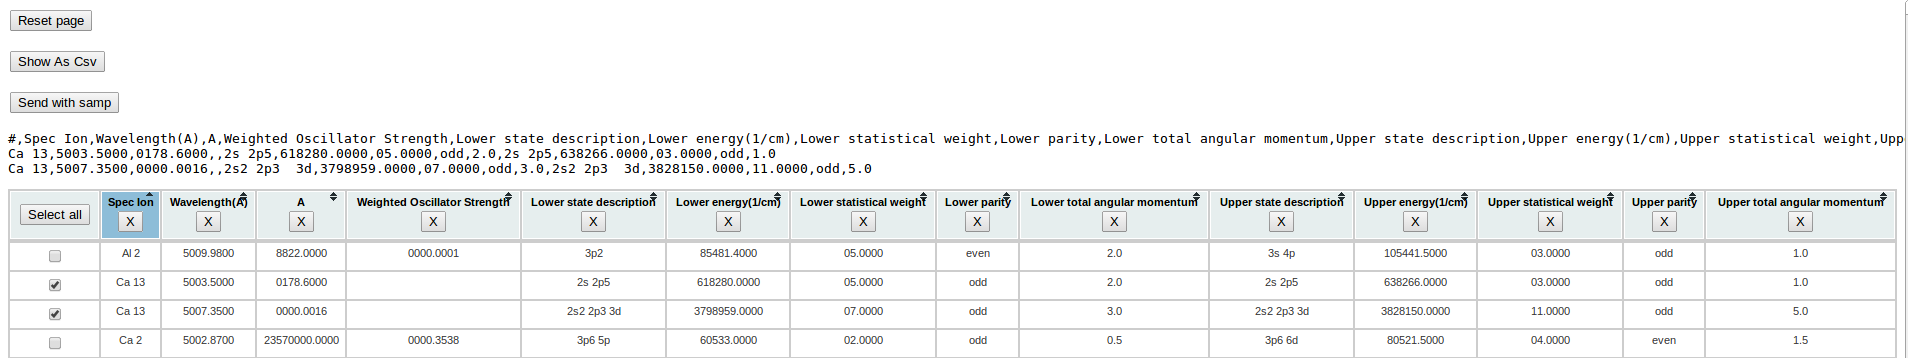 Reset page
Show As Csv
Send with samp
#,Spec Ion,Wavelength(A),A,Weighted Oscillator Strength,Lower state description,Lower energy(1/cm),Lower statistical weight,Lower parity,Lower total angular momentum,Upper state description,Upper energy(1/cm),Upper statistical weight,Upp
Ca 13,5003.5000,0178.6000,,2s 2p5,618280.0000,05.0000,odd,2.0,2s 2p5,638266.0000,03.0000,odd,1.0
Ca 13,5007.3500,0000.0016,,2s2 2p3  3d,3798959.0000,07.0000,odd,3.0,2s2 2p3  3d,3828150.0000,11.0000,odd,5.0
Select all Spec Ion Wavelength(A) A Weighted Oscillator Strength Lower state description Lower energy(1/cm) Lower statistical weight Lower parity Lower total angular momentum Upper state description Upper energy(1/cm) Upper statistical weight Upper parity Upper total angular momentum
X X X X X X X X X X X X X X
Al 2 5009.9800 8822.0000 0000.0001 3p2 85481.4000 05.0000 even 2.0 3s 4p 105441.5000 03.0000 odd 1.0
Ca 13 5003.5000 0178.6000 2s 2p5 618280.0000 05.0000 odd 2.0 2s 2p5 638266.0000 03.0000 odd 1.0
Ca 13 5007.3500 0000.0016 2s2 2p3 3d 3798959.0000 07.0000 odd 3.0 2s2 2p3 3d 3828150.0000 11.0000 odd 5.0
Ca 2 5002.8700 23570000.0000 0000.3538 3p6 5p 60533.0000 02.0000 odd 0.5 3p6 6d 80521.5000 04.0000 even 1.5